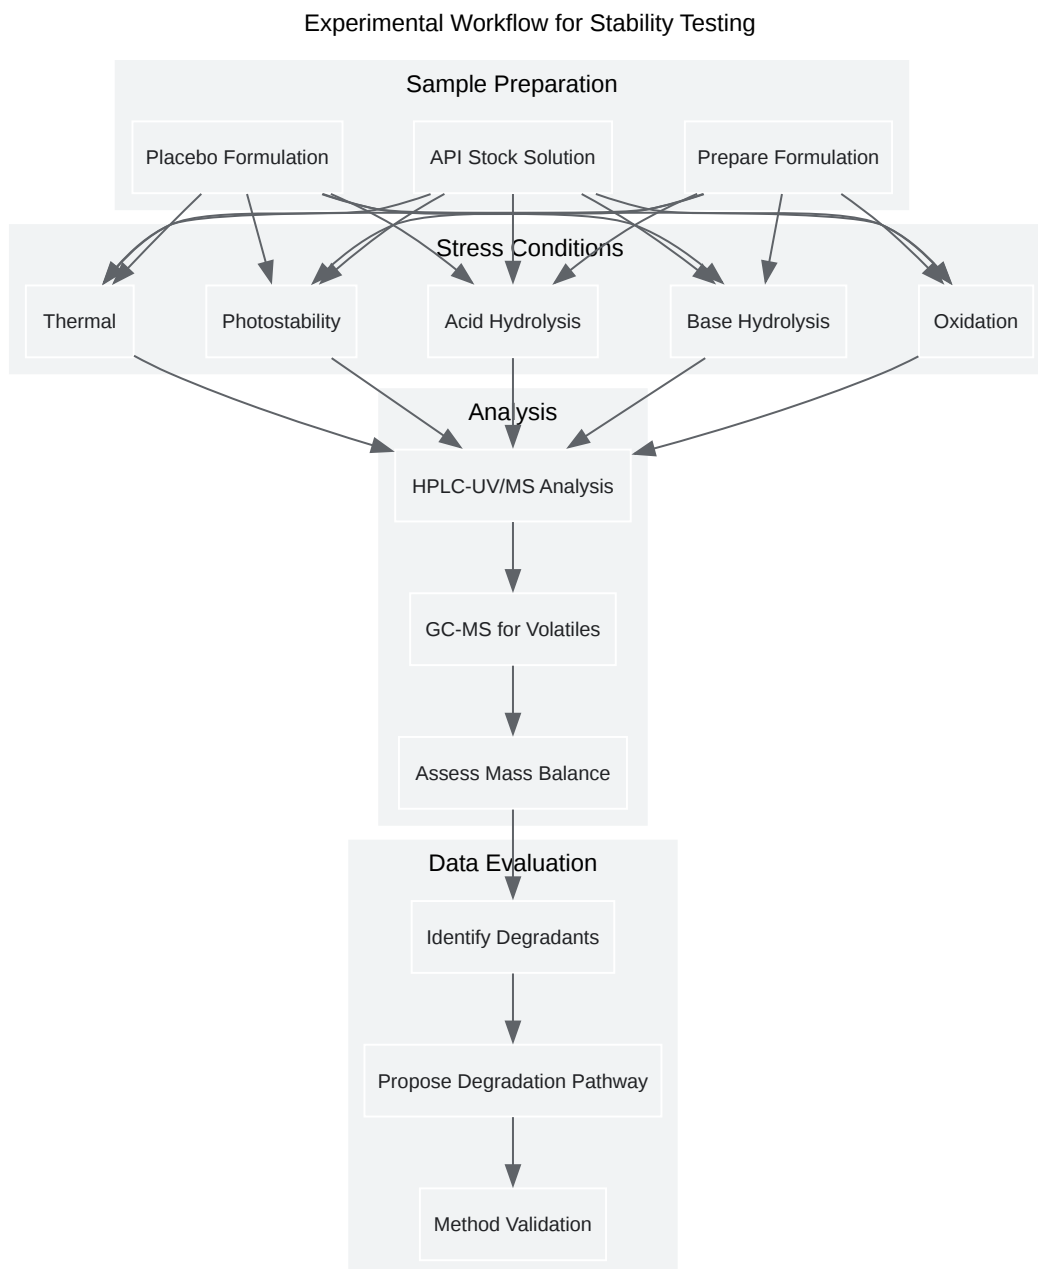 Experimental Workflow for Stability Testing
Sample Preparation
Placebo Formulation
API Stock Solution
Prepare Formulation
Stress Conditions
Thermal
Photostability
Acid Hydrolysis
Base Hydrolysis
Oxidation
Analysis
HPLC-UV/MS Analysis
GC-MS for Volatiles
Assess Mass Balance
Data Evaluation
Identify Degradants
Propose Degradation Pathway
Method Validation